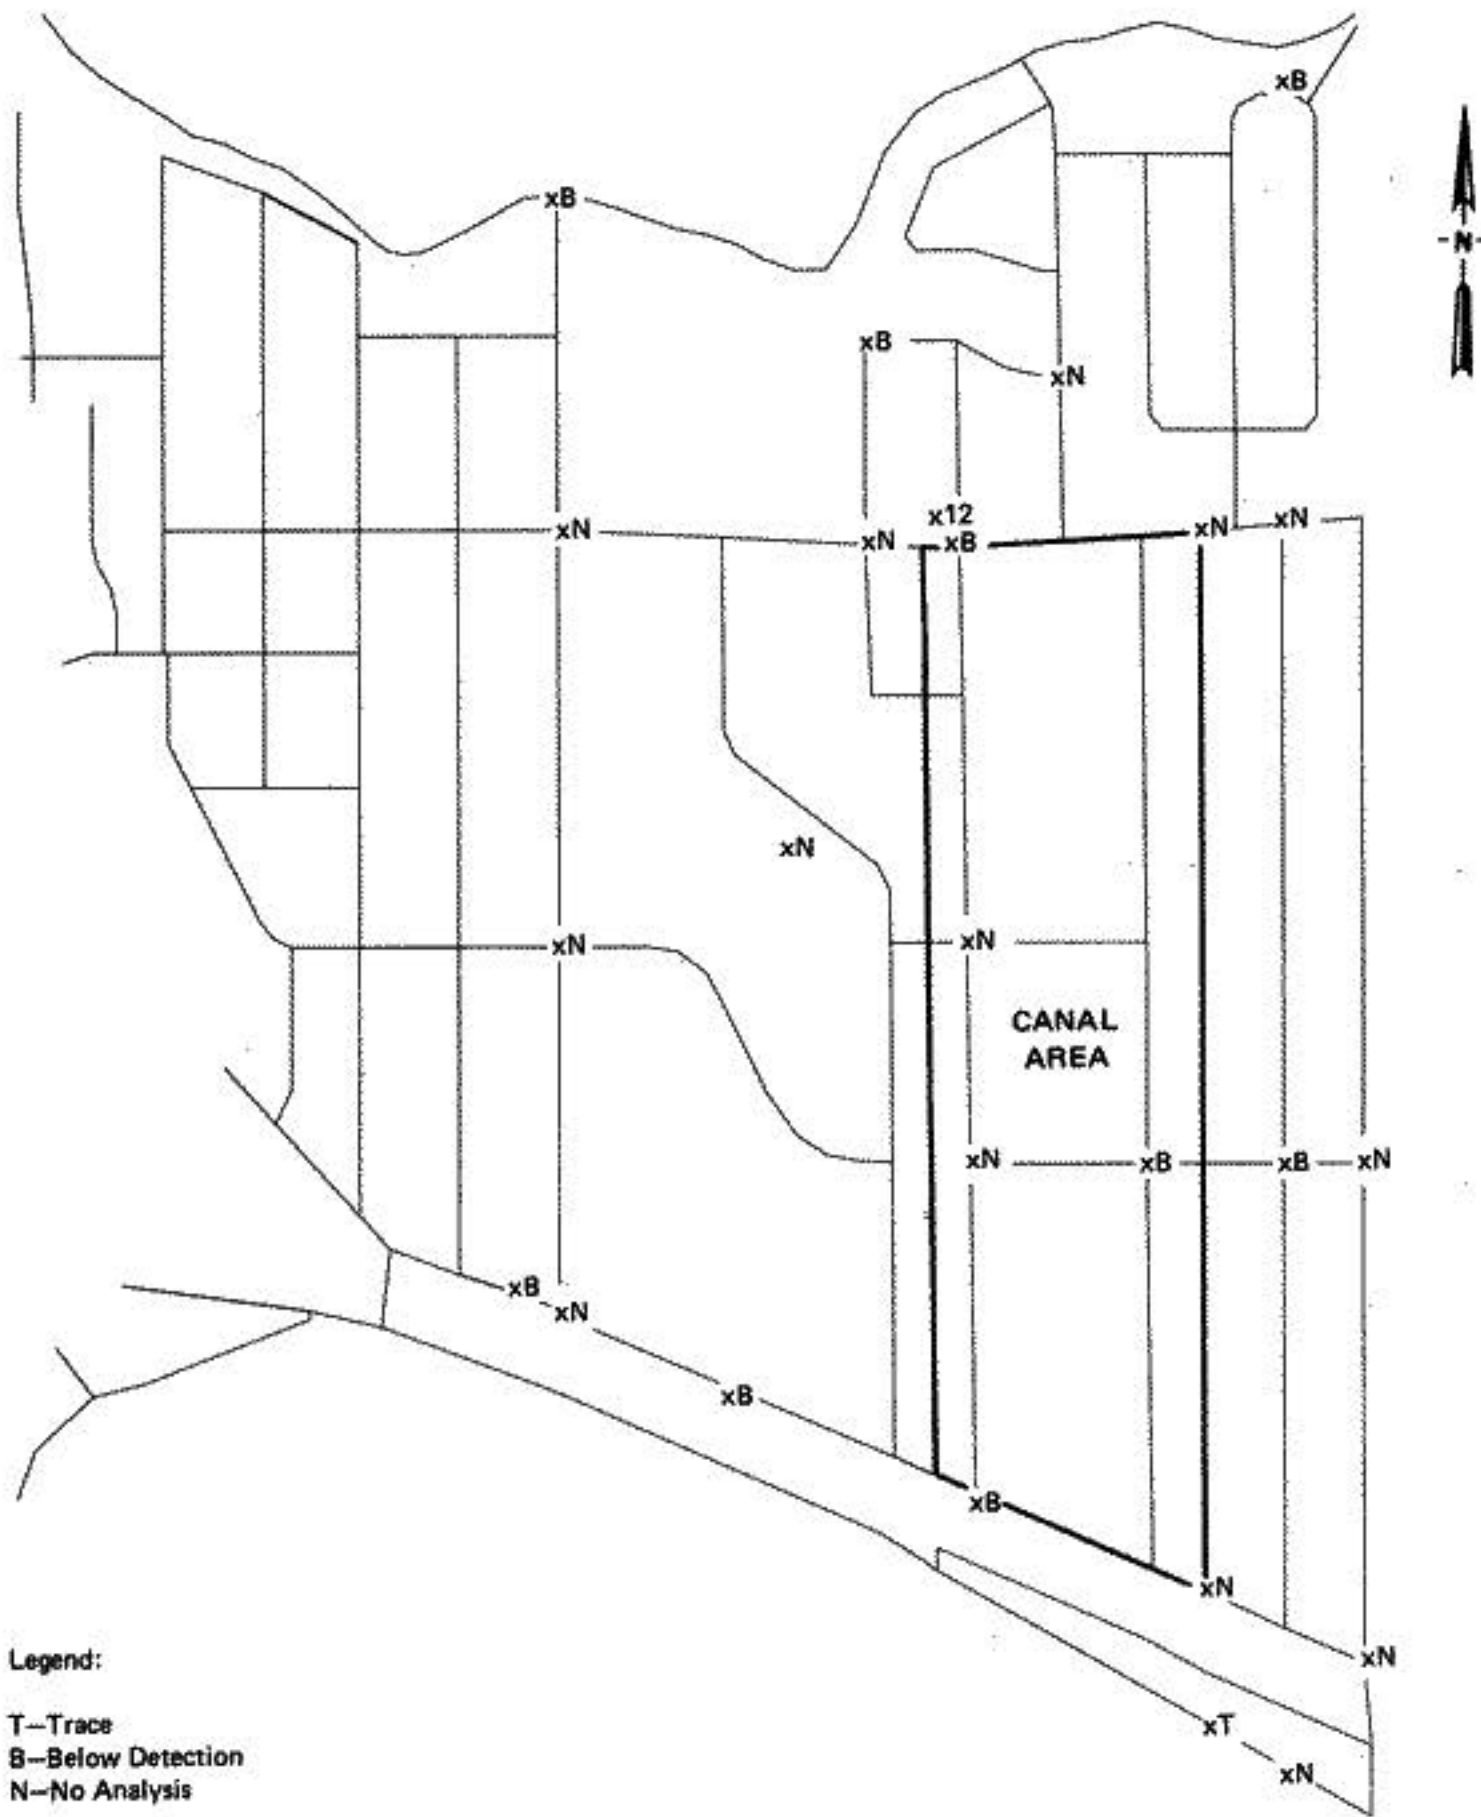 xB
xB
-N-
xB
xN
x12
xN
xN
xB
xN
xN
xN
xN
xN
CANAL
AREA
xN
xB
xB
xN
xB
xN
xB
xB
xN
xN
xT
xN
Legend:
T—Trace
B—Below Detection
N—No Analysis